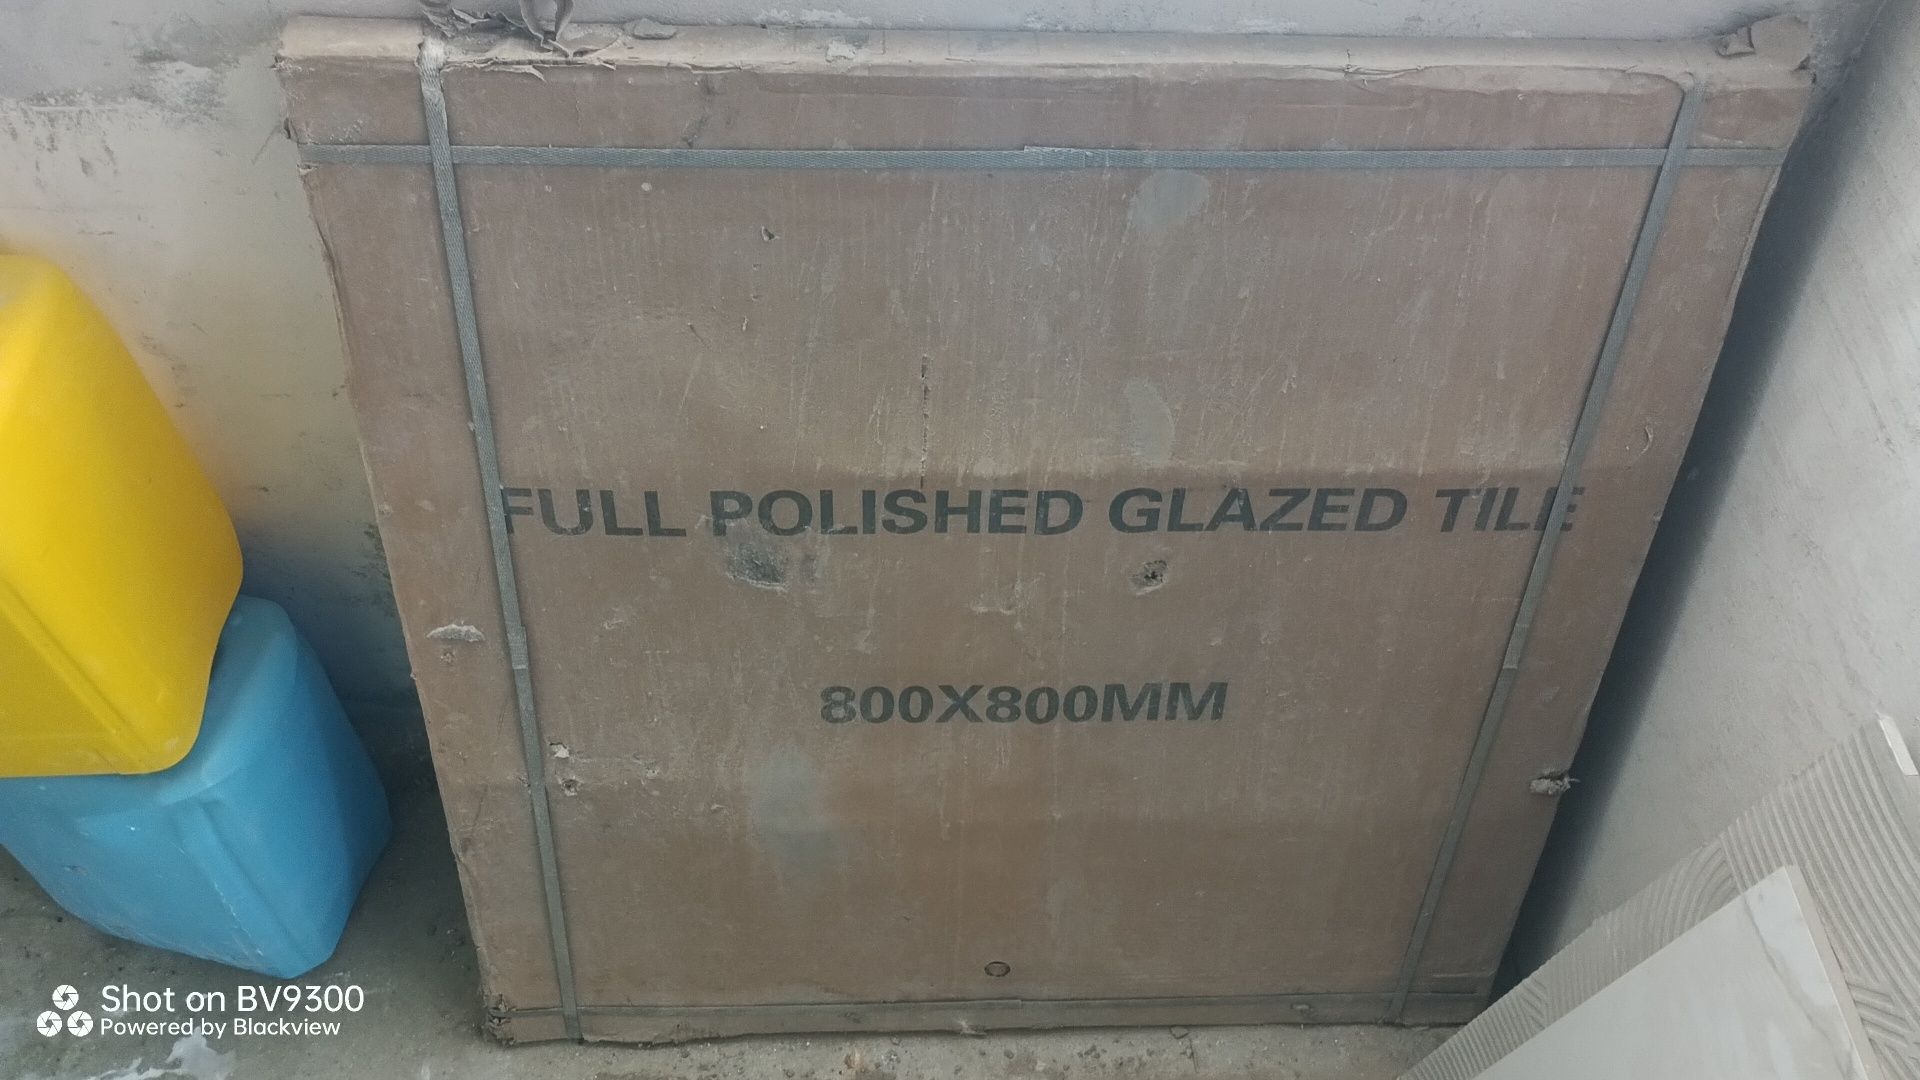 FULL POLISHED GLAZED TILE
800X800MM
Shot on BV9300
Powered by Blackview